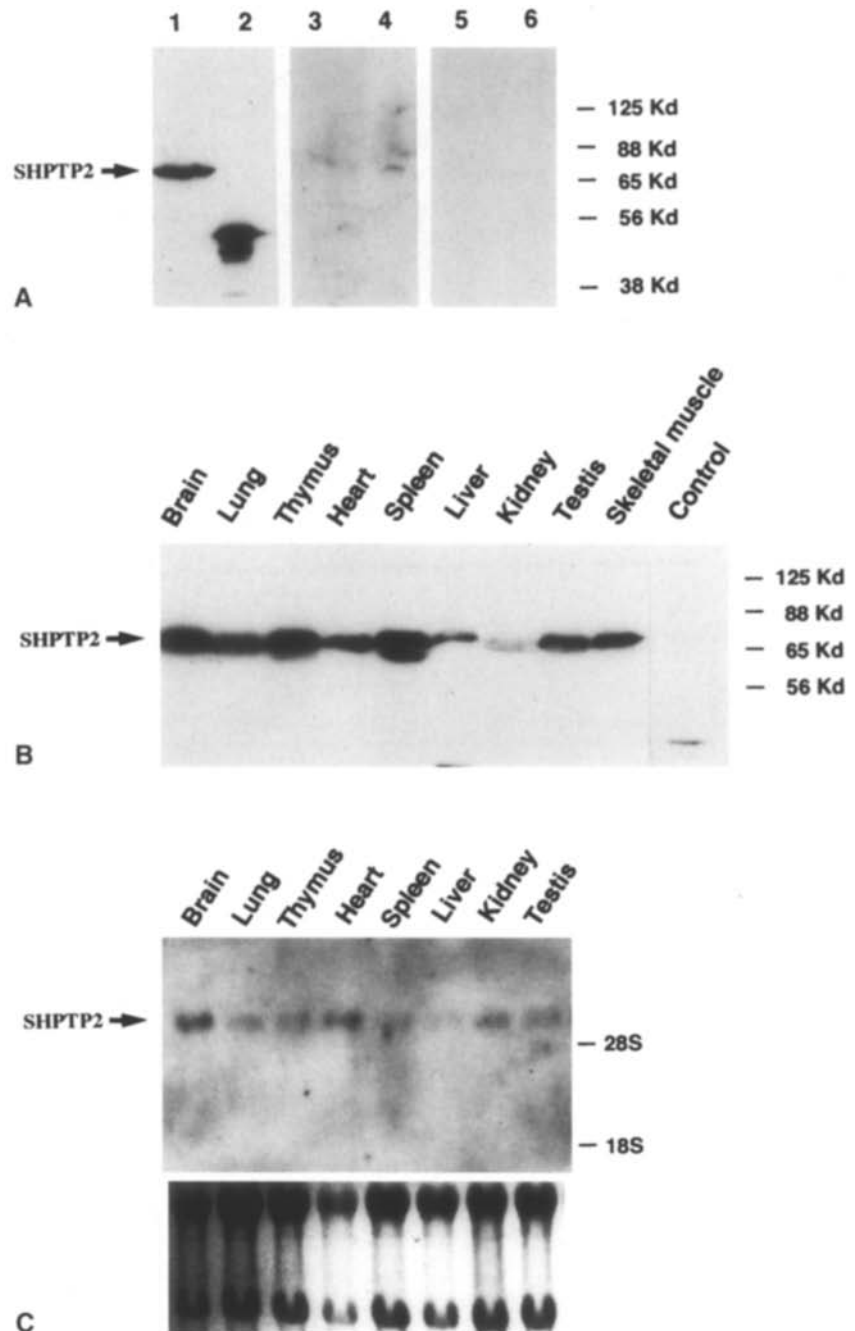 1 2 3 4 5 6
SHPTP2
125 Kd
88 Kd
65 Kd
56 Kd
38 Kd
A
Brain Lung Thymus Heart Spleen Liver Kidney Testis Skeletal muscle Control
SHPTP2
125 Kd
88 Kd
65 Kd
56 Kd
B
Brain Lung Thymus Heart Spleen Liver Kidney Testis
SHPTP2
28S
18S
C